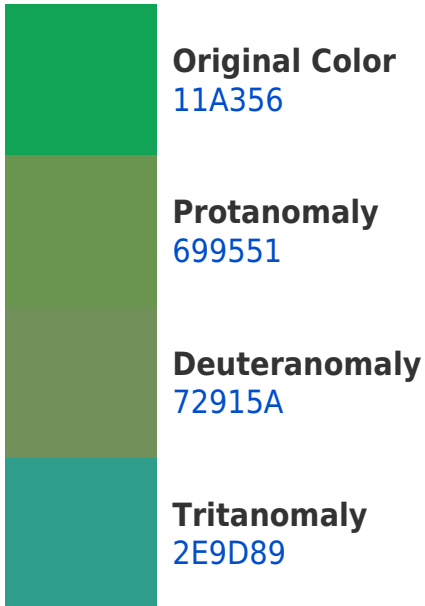 Original Color
11A356
Protanomaly
699551
Deuteranomaly
72915A
Tritanomaly
2E9D89